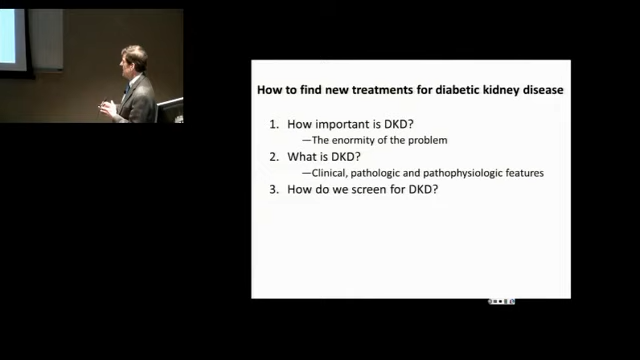 How to find new treatments for diabetic kidney disease
1. How important is DKD?
—The enormity of the problem
2. What is DKD?
—Clinical, pathologic and pathophysiologic features
3. How do we screen for DKD?